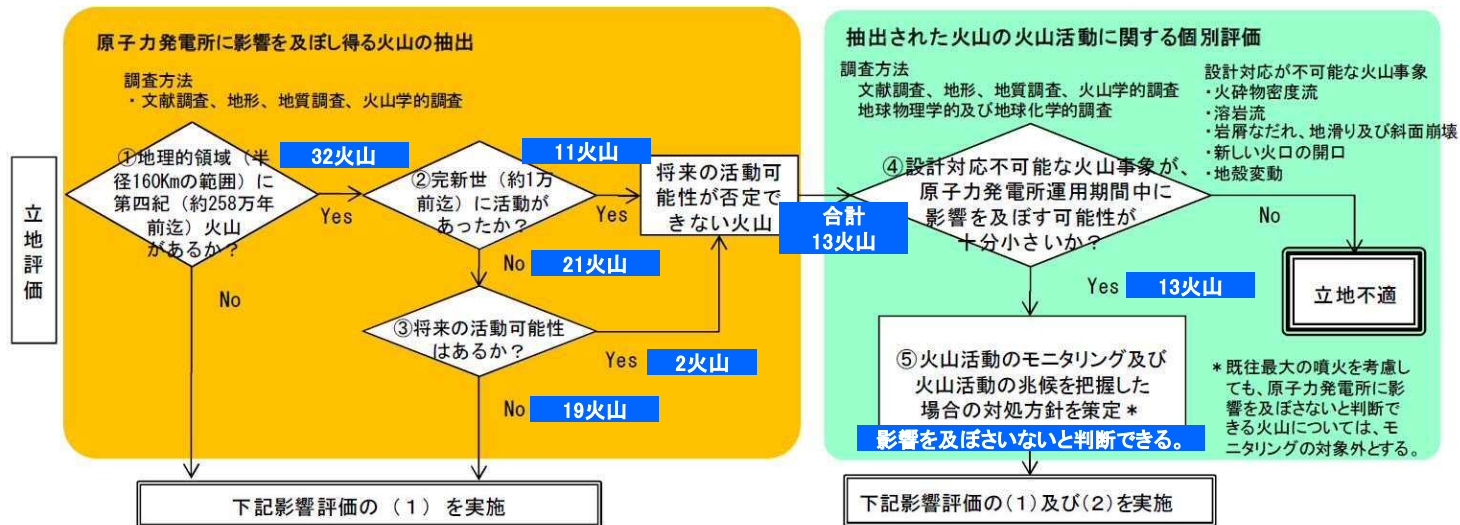 原子力発電所に影響を及ぼし得る火山の抽出
調査方法
・文献調査、地形、地質調査、火山学的調査
立地評価
①地理的領域（半
径160Kmの範囲）に
第四紀（約258万年
前迄）火山
があるか？
32火山
Yes
No
②完新世（約1万
前迄）に活動が
あったか？
11火山
Yes
No
21火山
③将来の活動可能性
はあるか？
Yes
2火山
No
19火山
将来の活動可
能性が否定で
きない火山
合計
13火山
下記影響評価の（1）を実施
抽出された火山の火山活動に関する個別評価
調査方法
文献調査、地形、地質調査、火山学的調査
地球物理学的及び地球化学的調査
設計対応が不可能な火山事象
・火砕物密度流
・溶岩流
・岩屑なだれ、地滑り及び斜面崩壊
・新しい火口の開口
・地殻変動
④設計対応不可能な火山事象が、
原子力発電所運用期間中に
影響を及ぼす可能性が
十分小さいか？
No
立地不適
Yes
13火山
⑤火山活動のモニタリング及び
火山活動の兆候を把握した
場合の対処方針を策定＊
影響を及ぼさいないと判断できる。
＊既往最大の噴火を考慮し
ても、原子力発電所に影
響を及ぼさないと判断で
きる火山については、モ
ニタリングの対象外とする。
下記影響評価の(1)及び(2)を実施